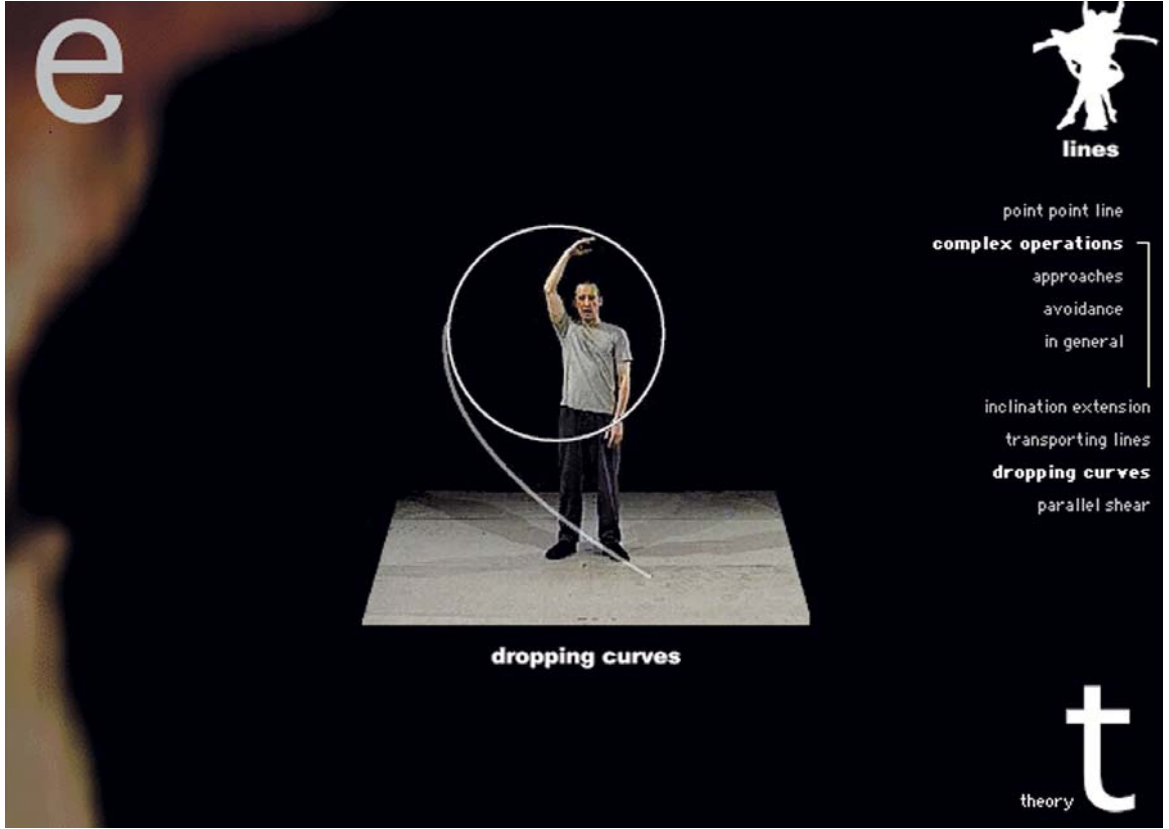 e
lines
point point line
complex operations
approaches
avoidance
in general
inclination extension
transporting lines
dropping curves
parallel shear
dropping curves
theory t